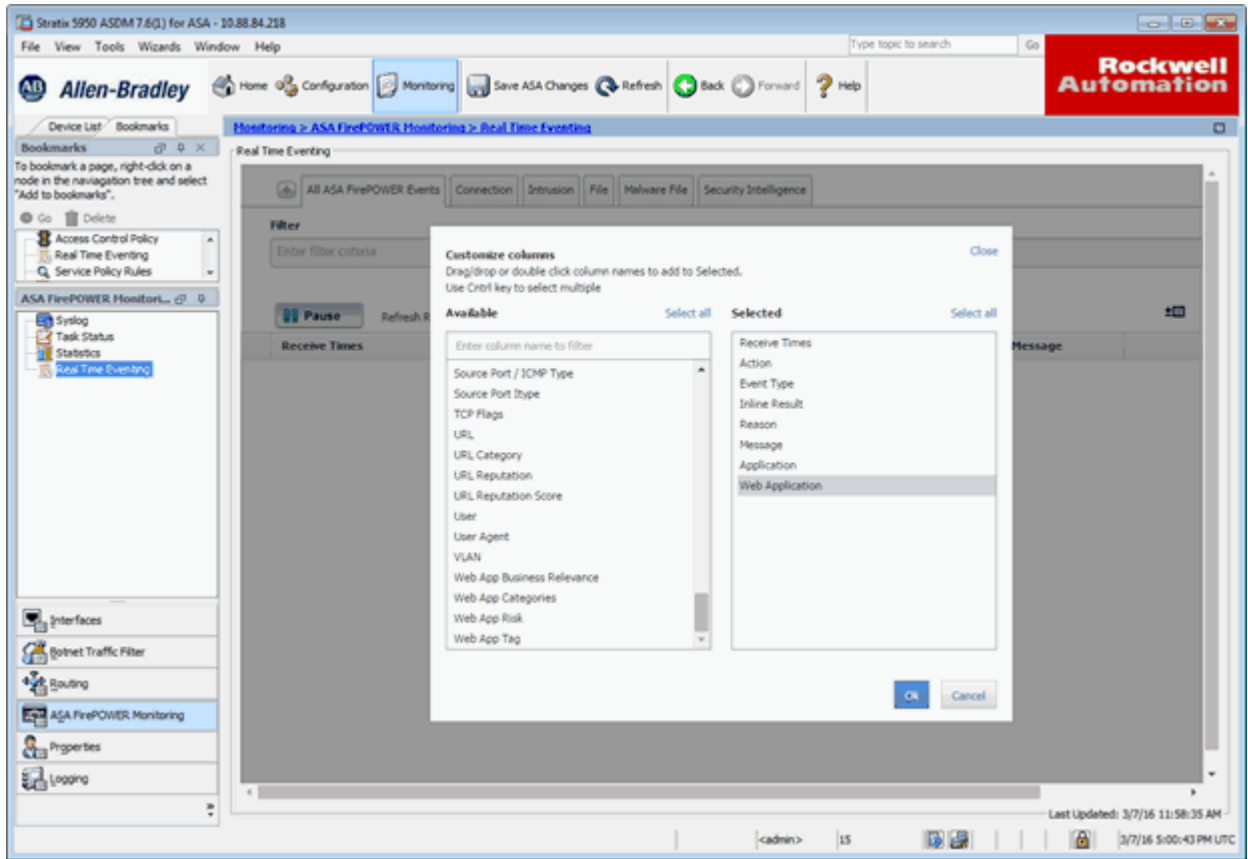 Stratix 5950 ASDM 7.6(1) for ASA - 10.88.84.218
File View Tools Wizards Window Help
Type topic to search Go
Rockwell
Automation
AB Allen-Bradley
Home Configuration Monitoring Save ASA Changes Refresh Back Forward Help
Device List Bookmarks
Monitoring > ASA FirePOWER Monitoring > Real Time Eventing
Bookmarks
To bookmark a page, right-click on a
node in the naviagation tree and select
"Add to bookmarks".
Go Delete
Access Control Policy
Real Time Eventing
Service Policy Rules
ASA FirePOWER Monitori...
Syslog
Task Status
Statistics
Real Time Eventing
Interfaces
Botnet Traffic Filter
Routing
ASA FirePOWER Monitoring
Properties
Logging
Real Time Eventing
All ASA FirePOWER Events Connection Intrusion File Malware File Security Intelligence
Filter
Enter filter criteria
Pause Refresh R
Receive Times Message
Customize columns Close
Drag/drop or double click column names to add to Selected.
Use Cntrl key to select multiple
Available Select all
Enter column name to filter
Source Port / ICMP Type
Source Port Itype
TCP Flags
URL
URL Category
URL Reputation
URL Reputation Score
User
User Agent
VLAN
Web App Business Relevance
Web App Categories
Web App Risk
Web App Tag
Selected Select all
Receive Times
Action
Event Type
Inline Result
Reason
Message
Application
Web Application
Ok Cancel
Last Updated: 3/7/16 11:58:35 AM
<admin> 15 3/7/16 5:00:43 PM UTC